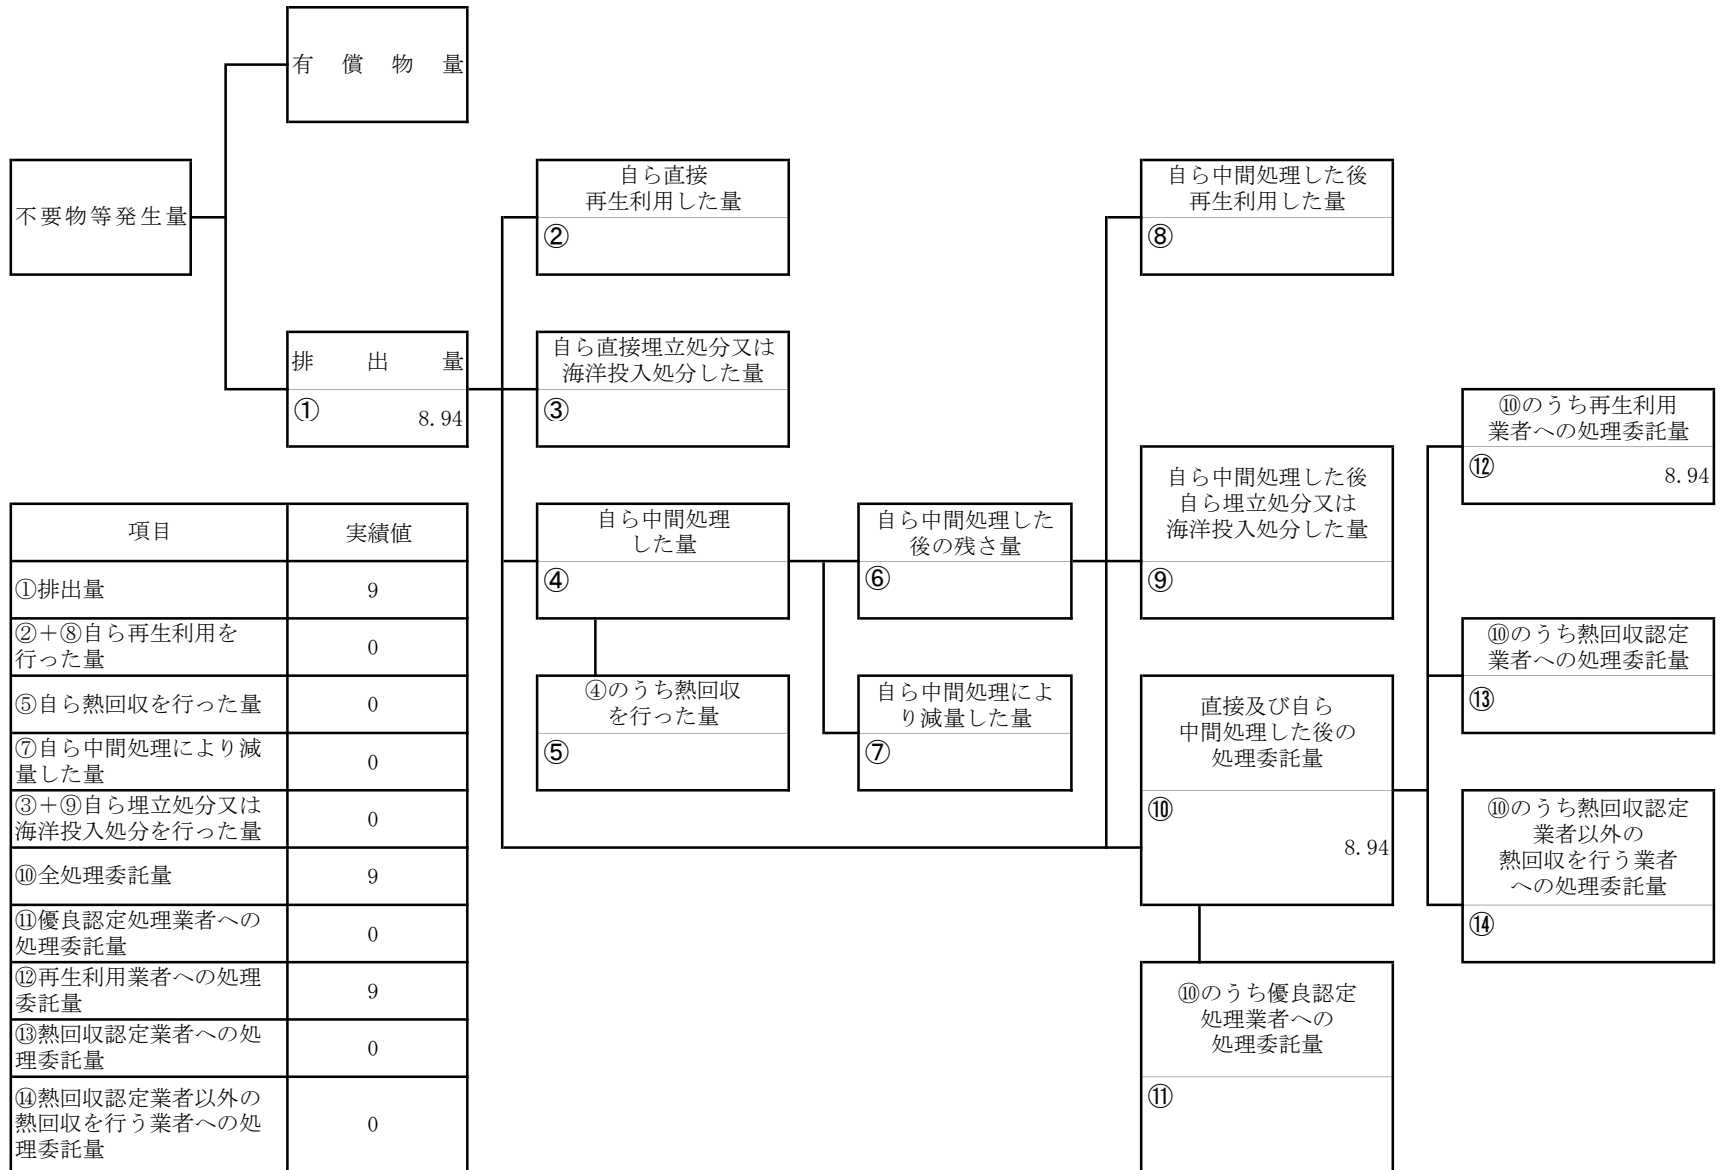 有償物量
不要物等発生量
排出量
①
8.94
自ら直接
再生利用した量
②
自ら直接埋立処分又は
海洋投入処分した量
③
自ら中間処理
した量
④
④のうち熱回収
を行った量
⑤
自ら中間処理した
後の残さ量
⑥
自ら中間処理によ
り減量した量
⑦
自ら中間処理した後
再生利用した量
⑧
自ら中間処理した後
自ら埋立処分又は
海洋投入処分した量
⑨
直接及び自ら
中間処理した後の
処理委託量
⑩
8.94
⑩のうち優良認定
処理業者への
処理委託量
⑪
⑩のうち再生利用
業者への処理委託量
⑫
8.94
⑩のうち熱回収認定
業者への処理委託量
⑬
⑩のうち熱回収認定
業者以外の
熱回収を行う業者
への処理委託量
⑭
項目 実績値
①排出量 9
②+⑧自ら再生利用を
行った量 0
⑤自ら熱回収を行った量 0
⑦自ら中間処理により減
量した量 0
③+⑨自ら埋立処分又は
海洋投入処分を行った量 0
⑩全処理委託量 9
⑪優良認定処理業者への
処理委託量 0
⑫再生利用業者への処理
委託量 9
⑬熱回収認定業者への処
理委託量 0
⑭熱回収認定業者以外の
熱回収を行う業者への処
理委託量 0